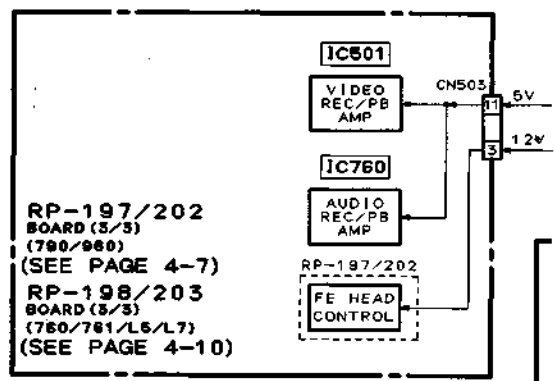 IC501
VIDEO
REC/PB
AMP
CN503
11
5V
3
12V
IC760
AUDIO
REC/PB
AMP
RP-197/202
BOARD (3/3)
(790/960)
(SEE PAGE 4-7)
RP-198/203
BOARD (3/3)
(760/761/L6/L7)
(SEE PAGE 4-10)
RP-197/202
FE HEAD
CONTROL